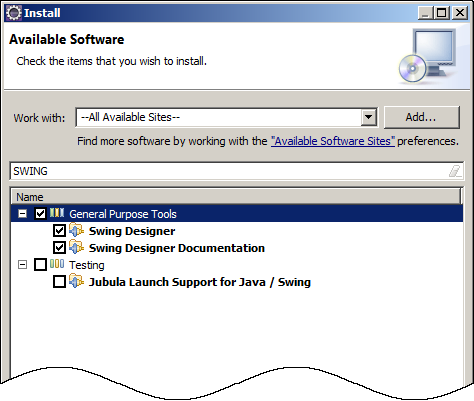 Install
Available Software
Check the items that you wish to install.
Work with: --All Available Sites-- Add...
Find more software by working with the "Available Software Sites" preferences.
SWING
Name
General Purpose Tools
Swing Designer
Swing Designer Documentation
Testing
Jubula Launch Support for Java / Swing